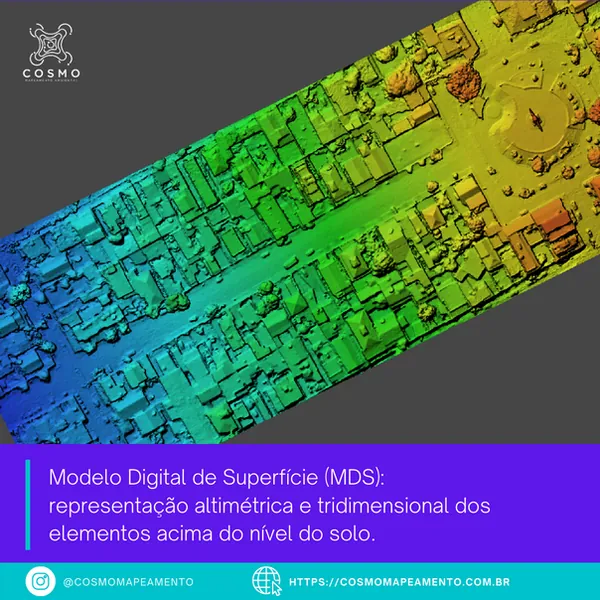 COSMO
Modelo Digital de Superfície (MDS):
representação altimétrica e tridimensional dos
elementos acima do nível do solo.
@COSMOMAPEAMENTO
HTTPS://COSMOMAPEAMENTO.COM.BR